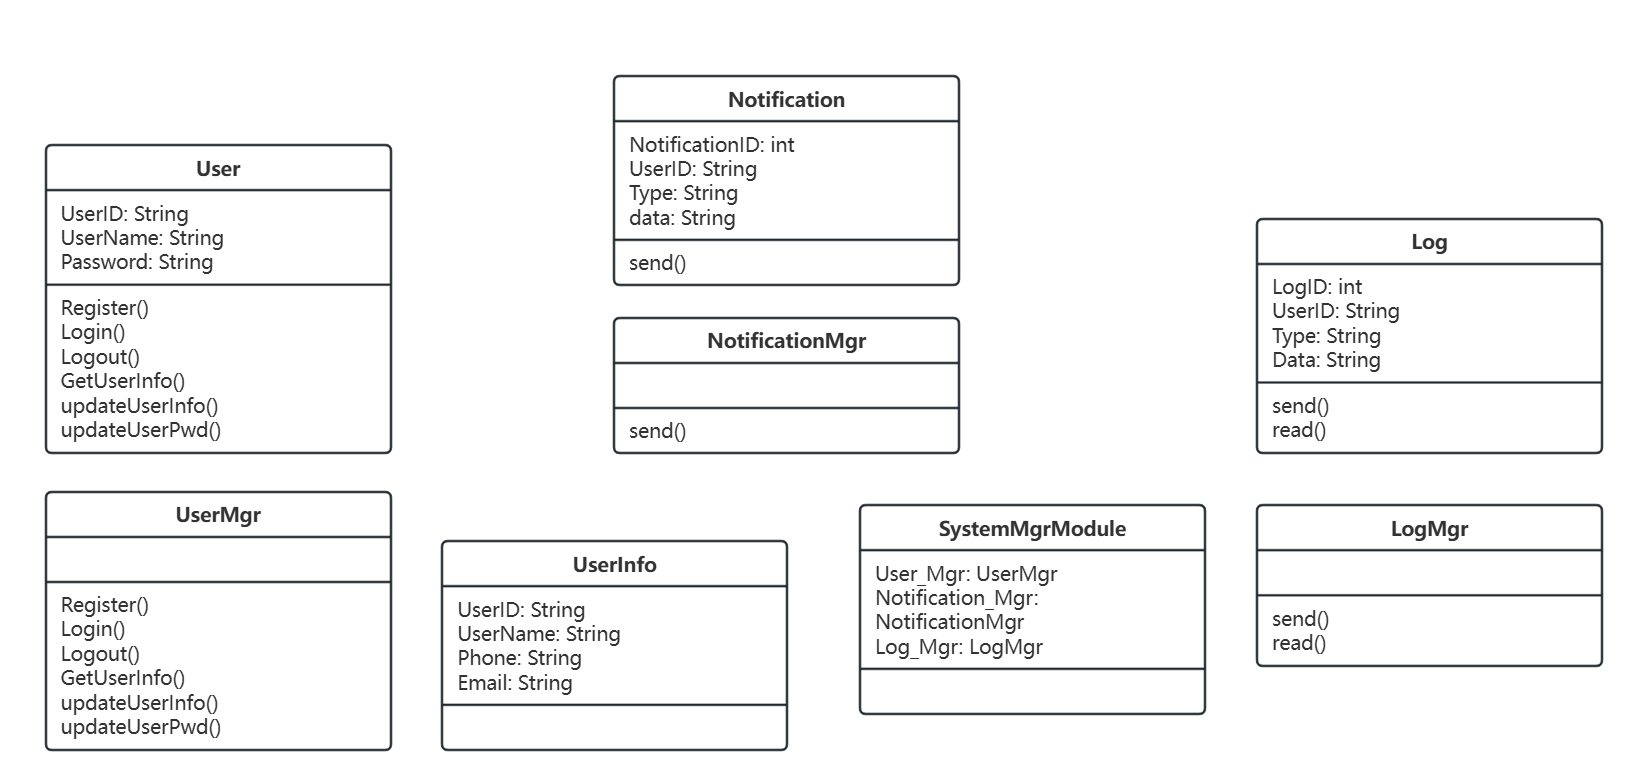 Notification
NotificationID: int
UserID: String
Type: String
data: String
send()
User
UserID: String
UserName: String
Password: String
Register()
Login()
Logout()
GetUserInfo()
updateUserInfo()
updateUserPwd()
Log
LogID: int
UserID: String
Type: String
Data: String
send()
read()
NotificationMgr
send()
UserMgr
Register()
Login()
Logout()
GetUserInfo()
updateUserInfo()
updateUserPwd()
UserInfo
UserID: String
UserName: String
Phone: String
Email: String
SystemMgrModule
User_Mgr: UserMgr
Notification_Mgr:
NotificationMgr
Log_Mgr: LogMgr
LogMgr
send()
read()